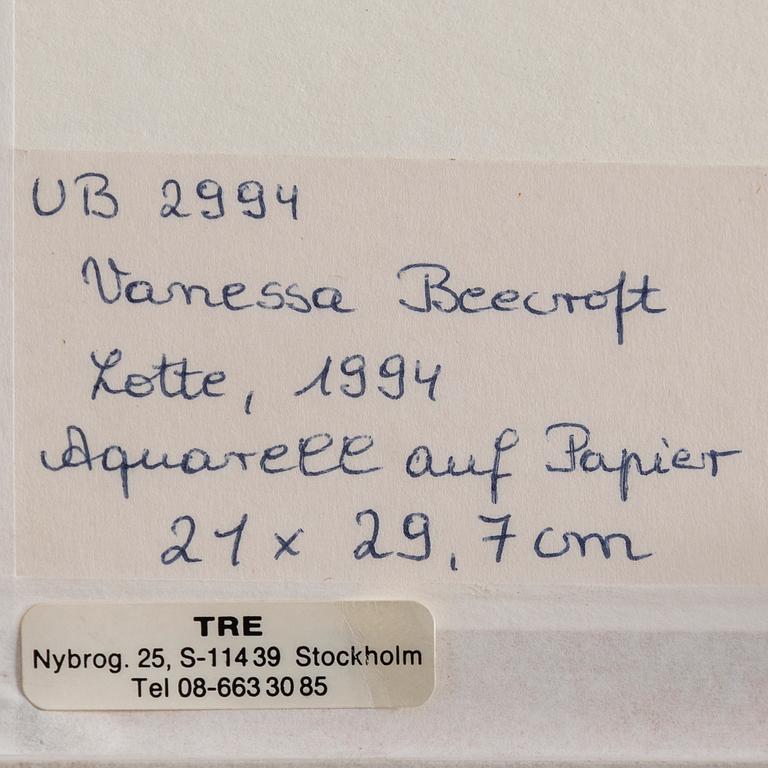 UB 2994
Vanessa Beecroft
Lotte, 1994
Aquarell auf Papier
21 x 29,7 cm
TRE
Nybrog. 25, S-114 39 Stockholm
Tel 08-663 30 85